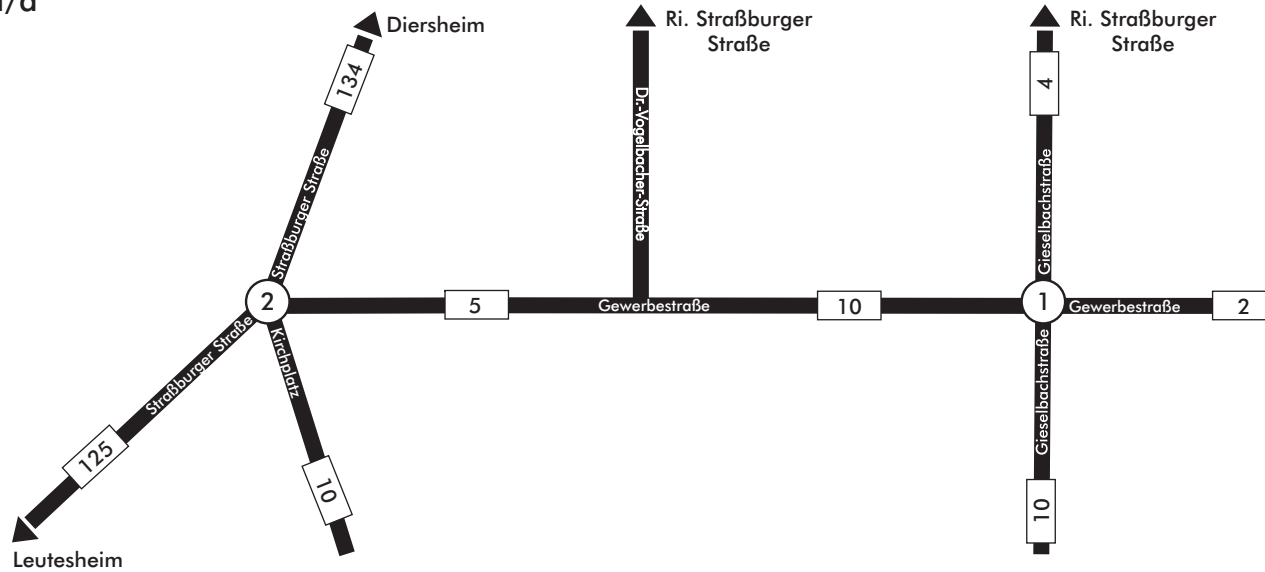 Diersheim
Ri. Straßburger
Straße
Ri. Straßburger
Straße
134
4
Dr.-Vogelbacher-Straße
Straßburger Straße
Gieselbachstraße
2
5
Gewerbestraße
10
1
Gewerbestraße
2
Straßburger Straße
Kirchplatz
Gieselbachstraße
125
10
10
Leutesheim